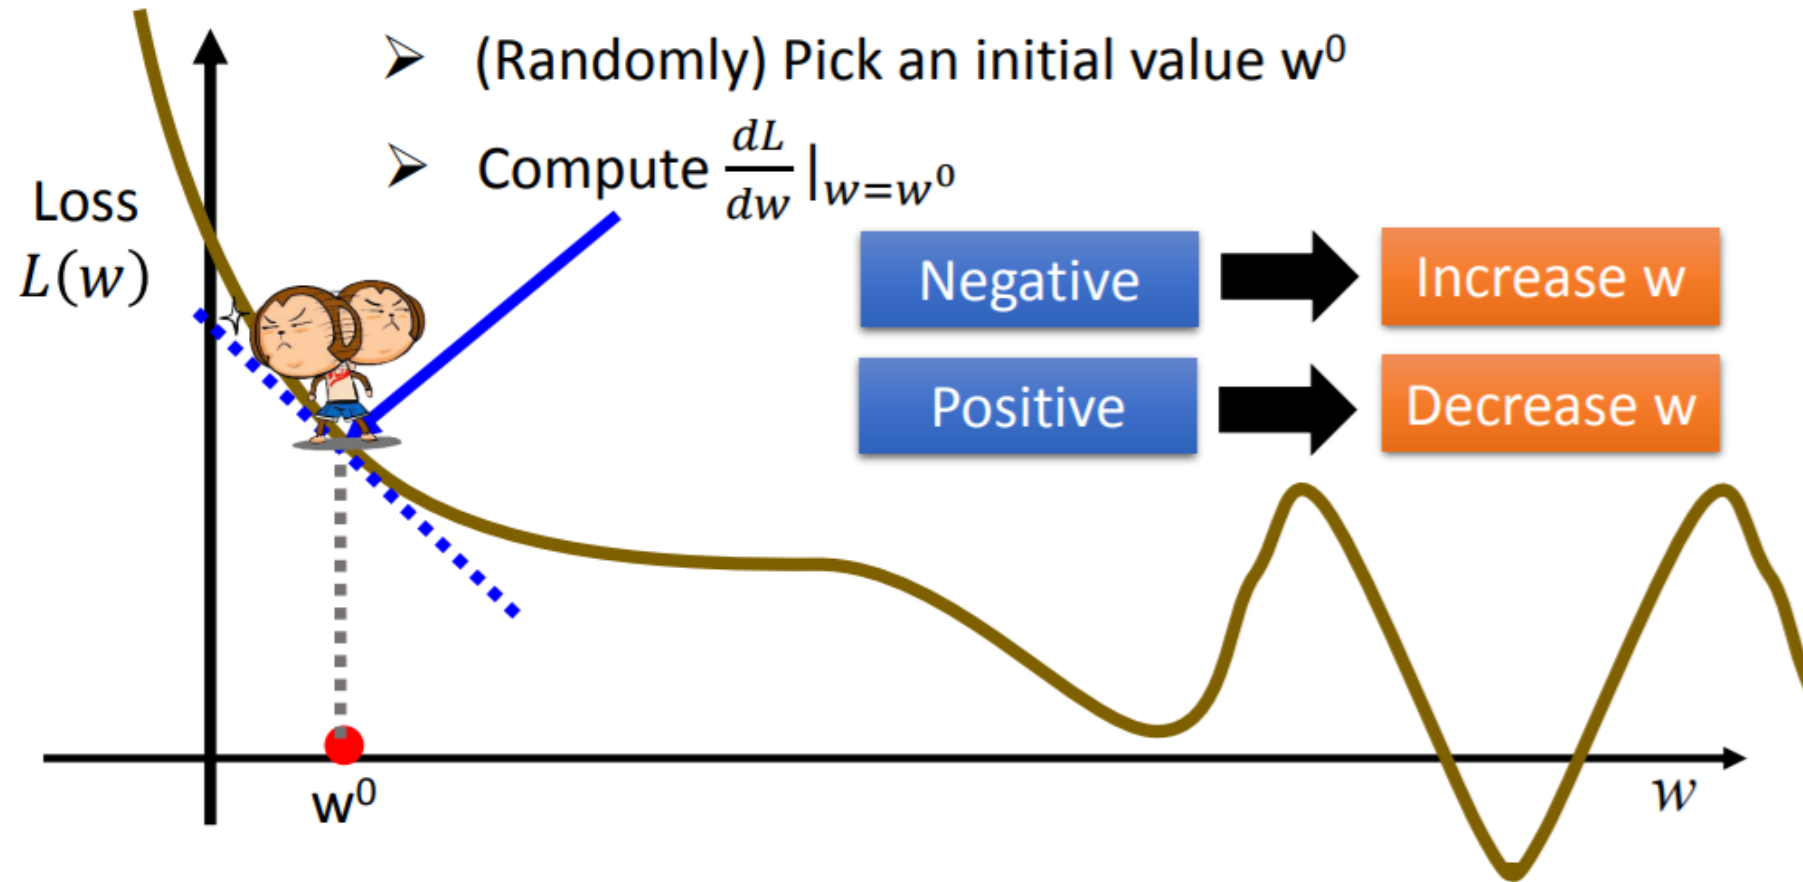 ➢ (Randomly) Pick an initial value w⁰
➢ Compute dL/dw |w=w⁰
Loss
L(w)
Negative
Increase w
Positive
Decrease w
w⁰
w